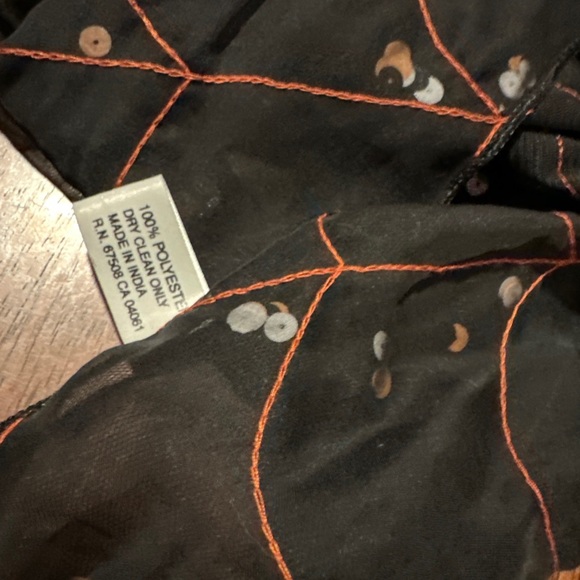 100% POLYESTE
DRY CLEAN ONLY
MADE IN INDIA
R.N. 67508 CA 04061